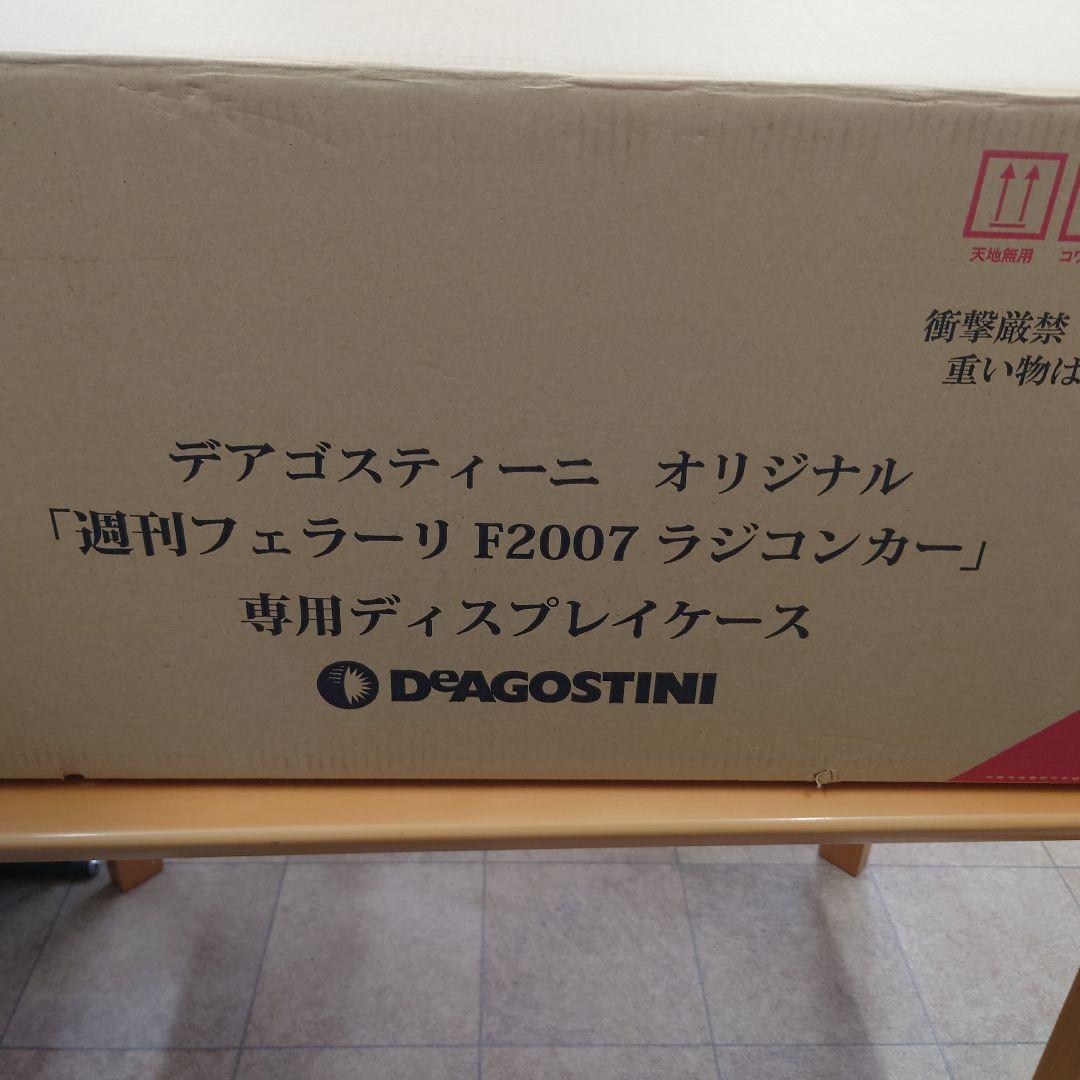 天地無用
衝撃厳禁
重い物は
デアゴスティーニ　オリジナル
「週刊フェラーリ F2007 ラジコンカー」
専用ディスプレイケース
DeAGOSTINI